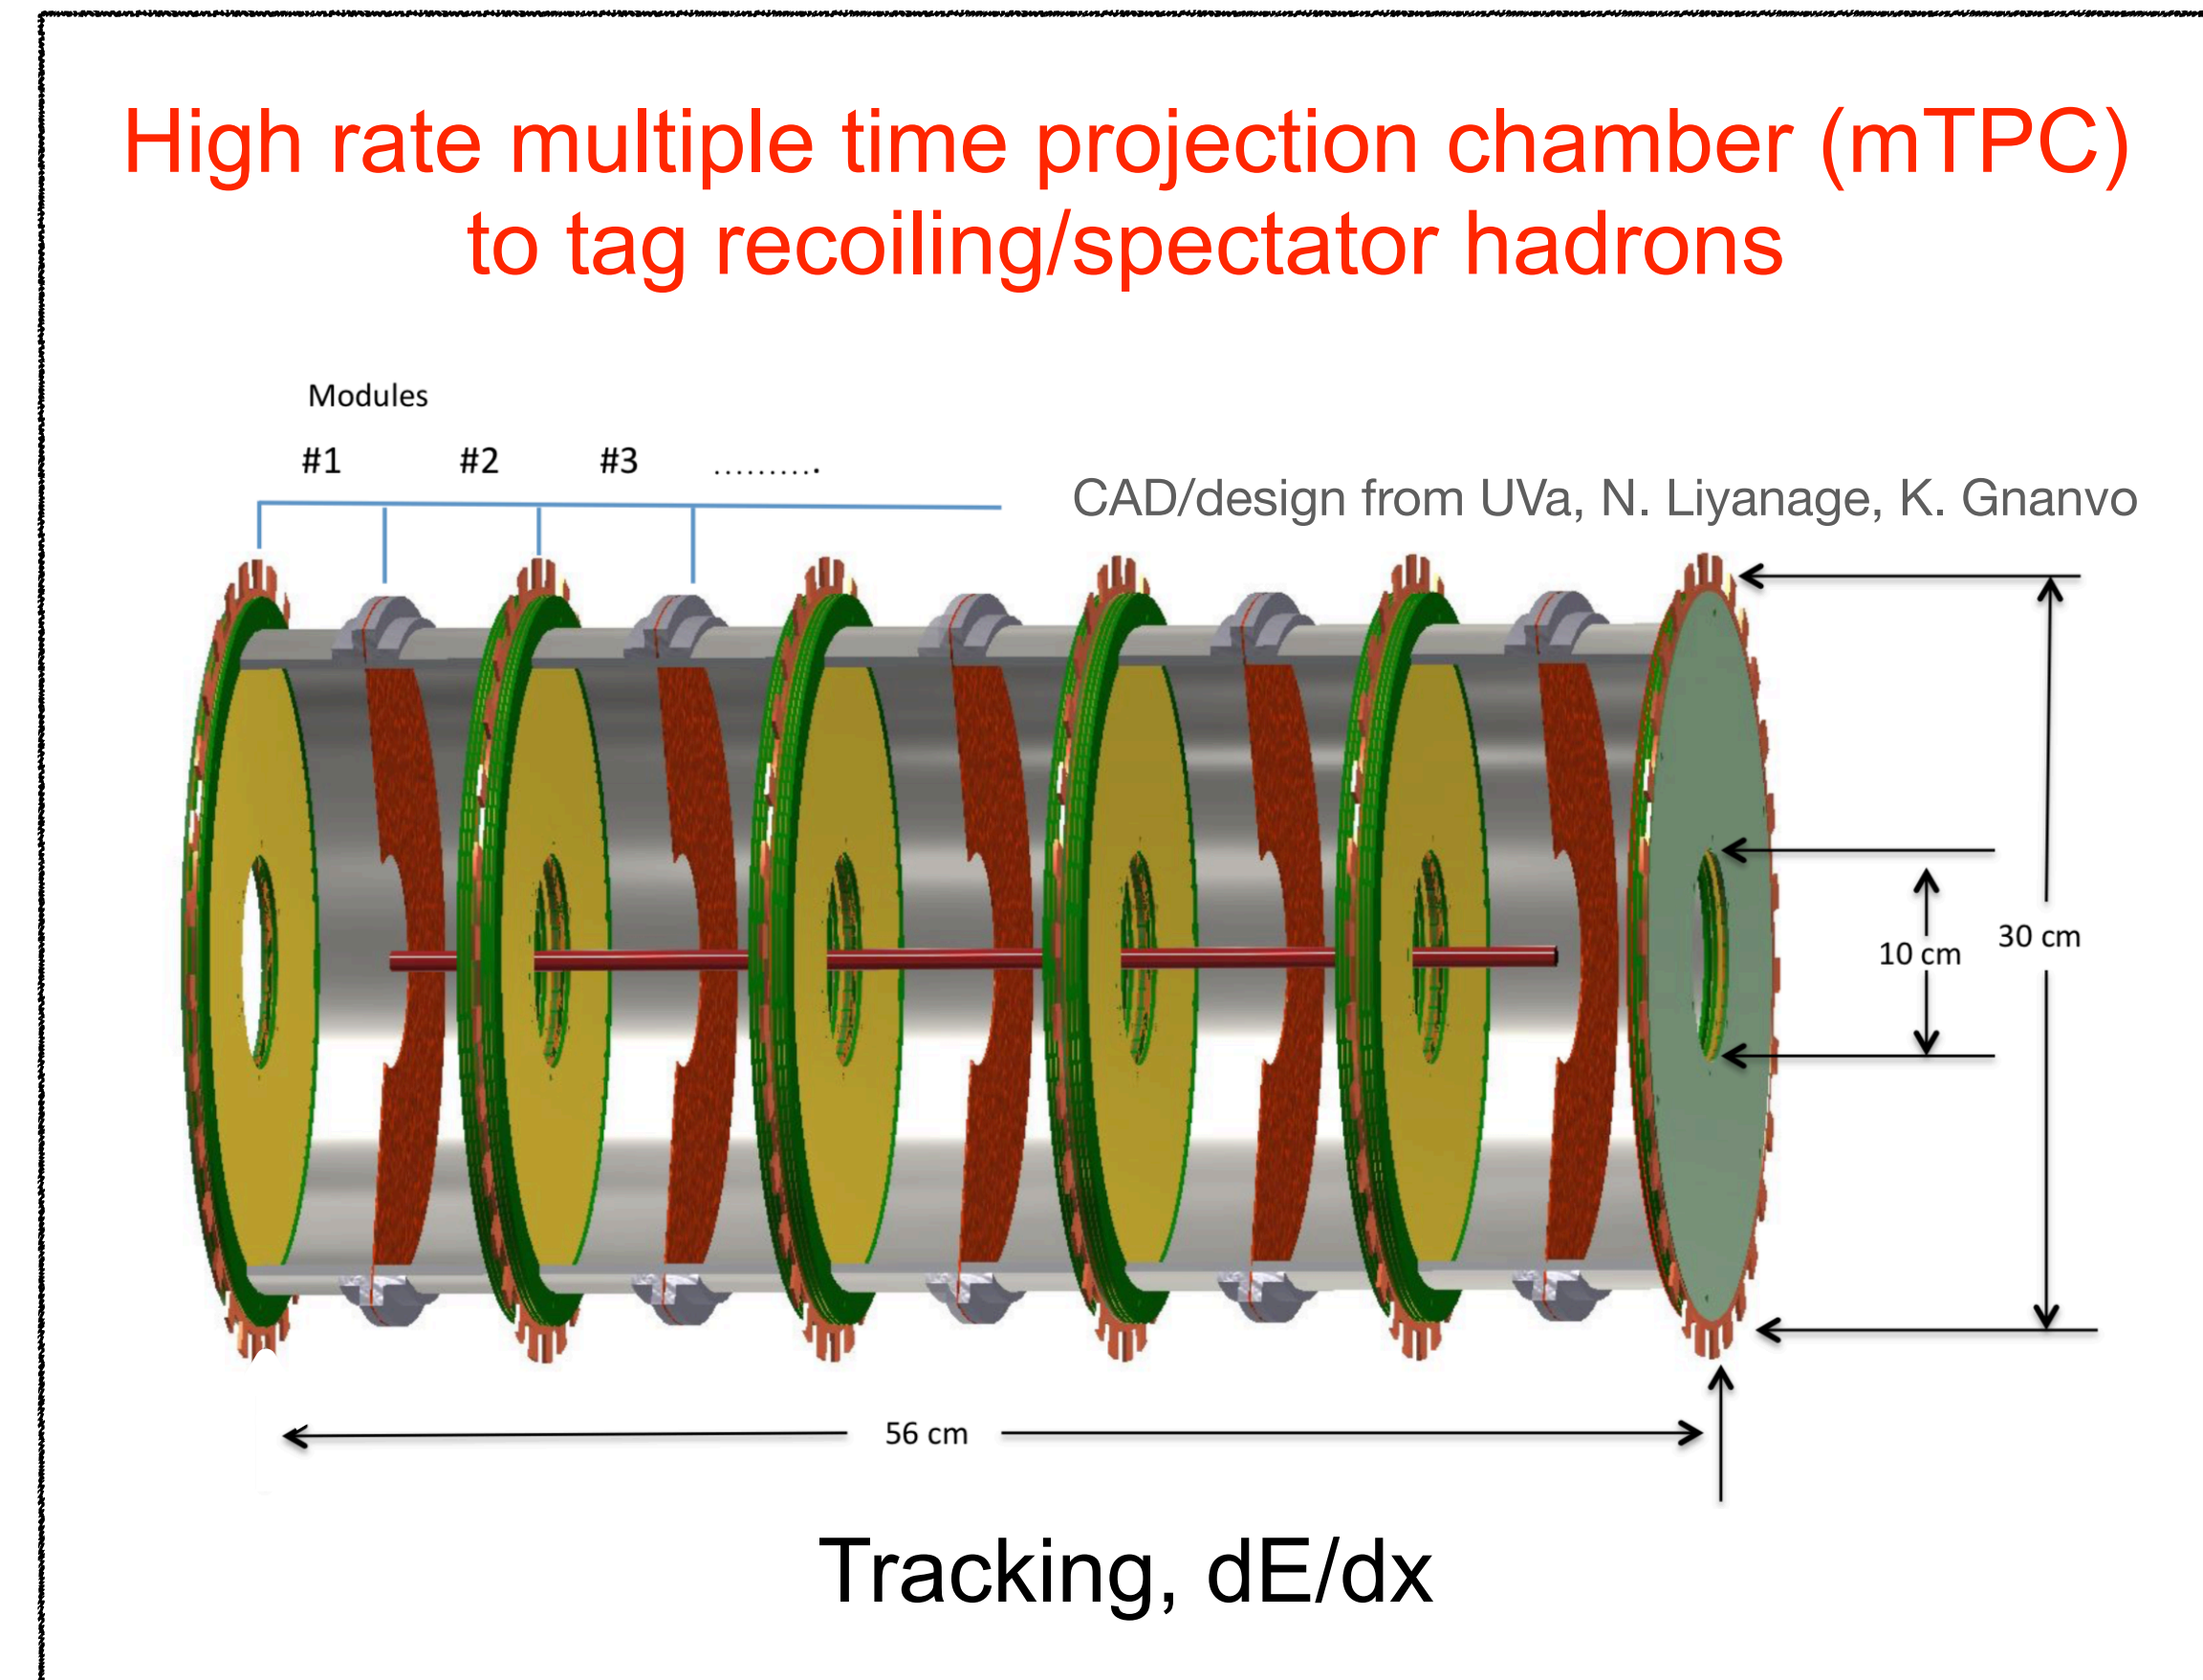 High rate multiple time projection chamber (mTPC)
to tag recoiling/spectator hadrons
Modules
#1 #2 #3 ..........
CAD/design from UVa, N. Liyanage, K. Gnanvo
10 cm
30 cm
56 cm
Tracking, dE/dx